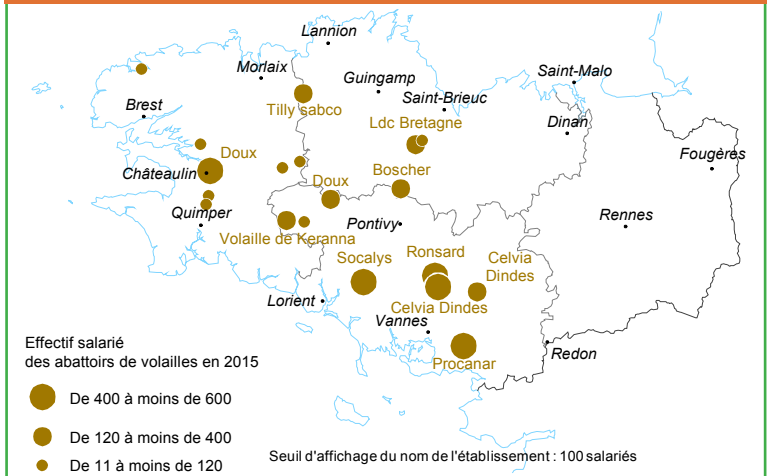 Lannion
Morlaix
Guingamp
Saint-Malo
Saint-Brieuc
Brest
Tilly sabco
Ldc Bretagne
Dinan
Doux
Châteaulin
Boscher
Fougères
Doux
Quimper
Pontivy
Rennes
Volaille de Keranna
Socalys
Ronsard
Celvia
Dindes
Lorient
Celvia Dindes
Vannes
Procanar
Redon
Effectif salarié
des abattoirs de volailles en 2015
De 400 à moins de 600
De 120 à moins de 400
De 11 à moins de 120
Seuil d'affichage du nom de l'établissement : 100 salariés